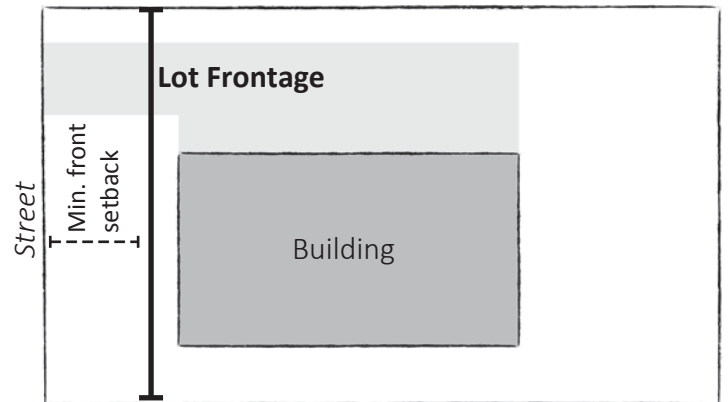 Lot Frontage
Min. front
setback
Street
Building